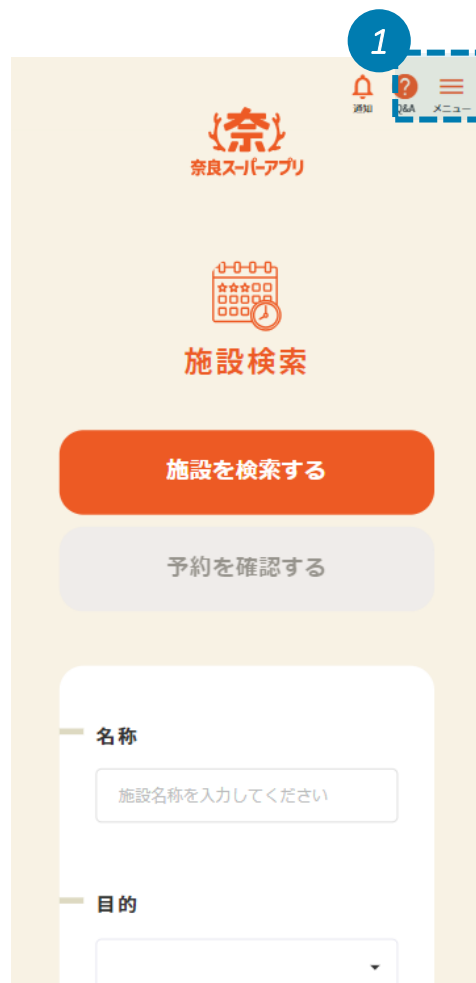 1
通知
Q&A
メニュー
奈
奈良スーパーアプリ
施設検索
施設を検索する
予約を確認する
名称
施設名称を入力してください
目的